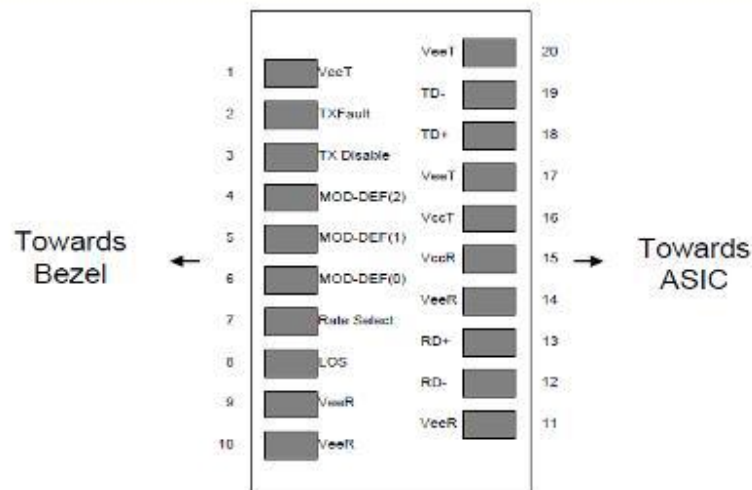 Towards
Bezel
1 VeeT
2 TXFault
3 TX Disable
4 MOD-DEF(2)
5 MOD-DEF(1)
6 MOD-DEF(0)
7 Rate Select
8 LOS
9 VeeR
10 VeeR
VeeT 20
TD- 19
TD+ 18
VeeT 17
VccT 16
VccR 15
VeeR 14
RD+ 13
RD- 12
VeeR 11
Towards
ASIC